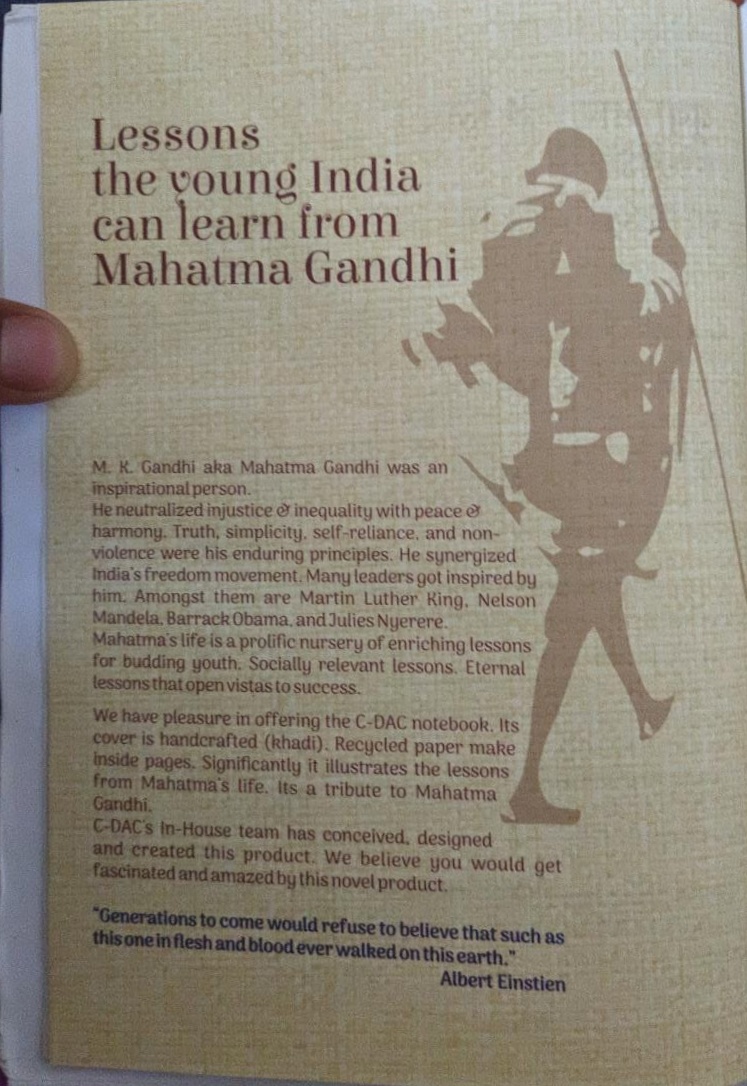 Lessons
the young India
can learn from
Mahatma Gandhi
M. K. Gandhi aka Mahatma Gandhi was an
inspirational person.
He neutralized injustice & inequality with peace &
harmony. Truth, simplicity, self-reliance, and non-
violence were his enduring principles. He synergized
India's freedom movement. Many leaders got inspired by
him. Amongst them are Martin Luther King, Nelson
Mandela, Barrack Obama, and Julies Nyerere.
Mahatma's life is a prolific nursery of enriching lessons
for budding youth. Socially relevant lessons. Eternal
lessons that open vistas to success.
We have pleasure in offering the C-DAC notebook. Its
cover is handcrafted (khadi). Recycled paper make
inside pages. Significantly it illustrates the lessons
from Mahatma's life. Its a tribute to Mahatma
Gandhi.
C-DAC's In-House team has conceived, designed
and created this product. We believe you would get
fascinated and amazed by this novel product.
"Generations to come would refuse to believe that such as
this one in flesh and blood ever walked on this earth."
Albert Einstien